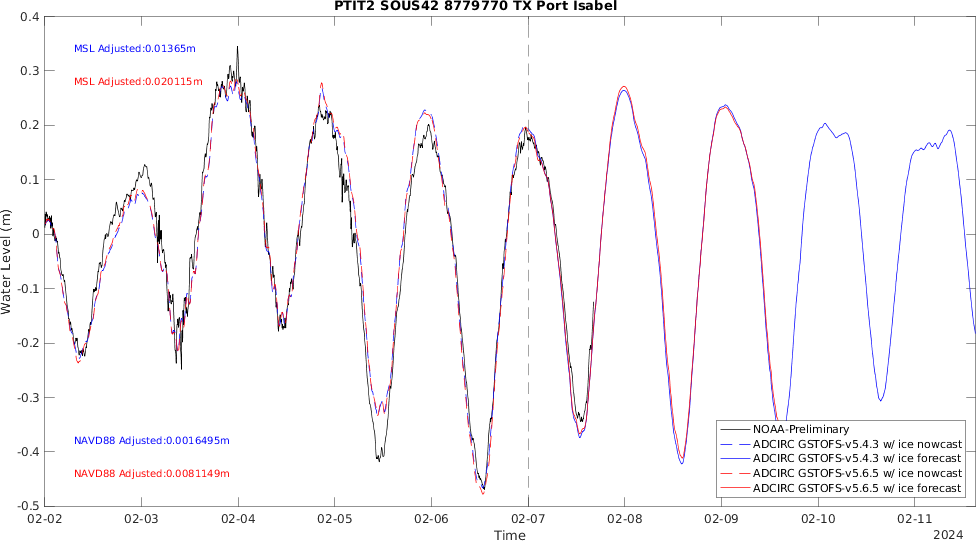 PTIT2 SOUS42 8779770 TX Port Isabel
0.4
0.3
0.2
0.1
0
-0.1
-0.2
-0.3
-0.4
-0.5
Water Level (m)
MSL Adjusted:0.01365m
MSL Adjusted:0.020115m
NAVD88 Adjusted:0.0016495m
NAVD88 Adjusted:0.0081149m
NOAA-Preliminary
ADCIRC GSTOFS-v5.4.3 w/ ice nowcast
ADCIRC GSTOFS-v5.4.3 w/ ice forecast
ADCIRC GSTOFS-v5.6.5 w/ ice nowcast
ADCIRC GSTOFS-v5.6.5 w/ ice forecast
02-02 02-03 02-04 02-05 02-06 02-07 02-08 02-09 02-10 02-11
Time
2024